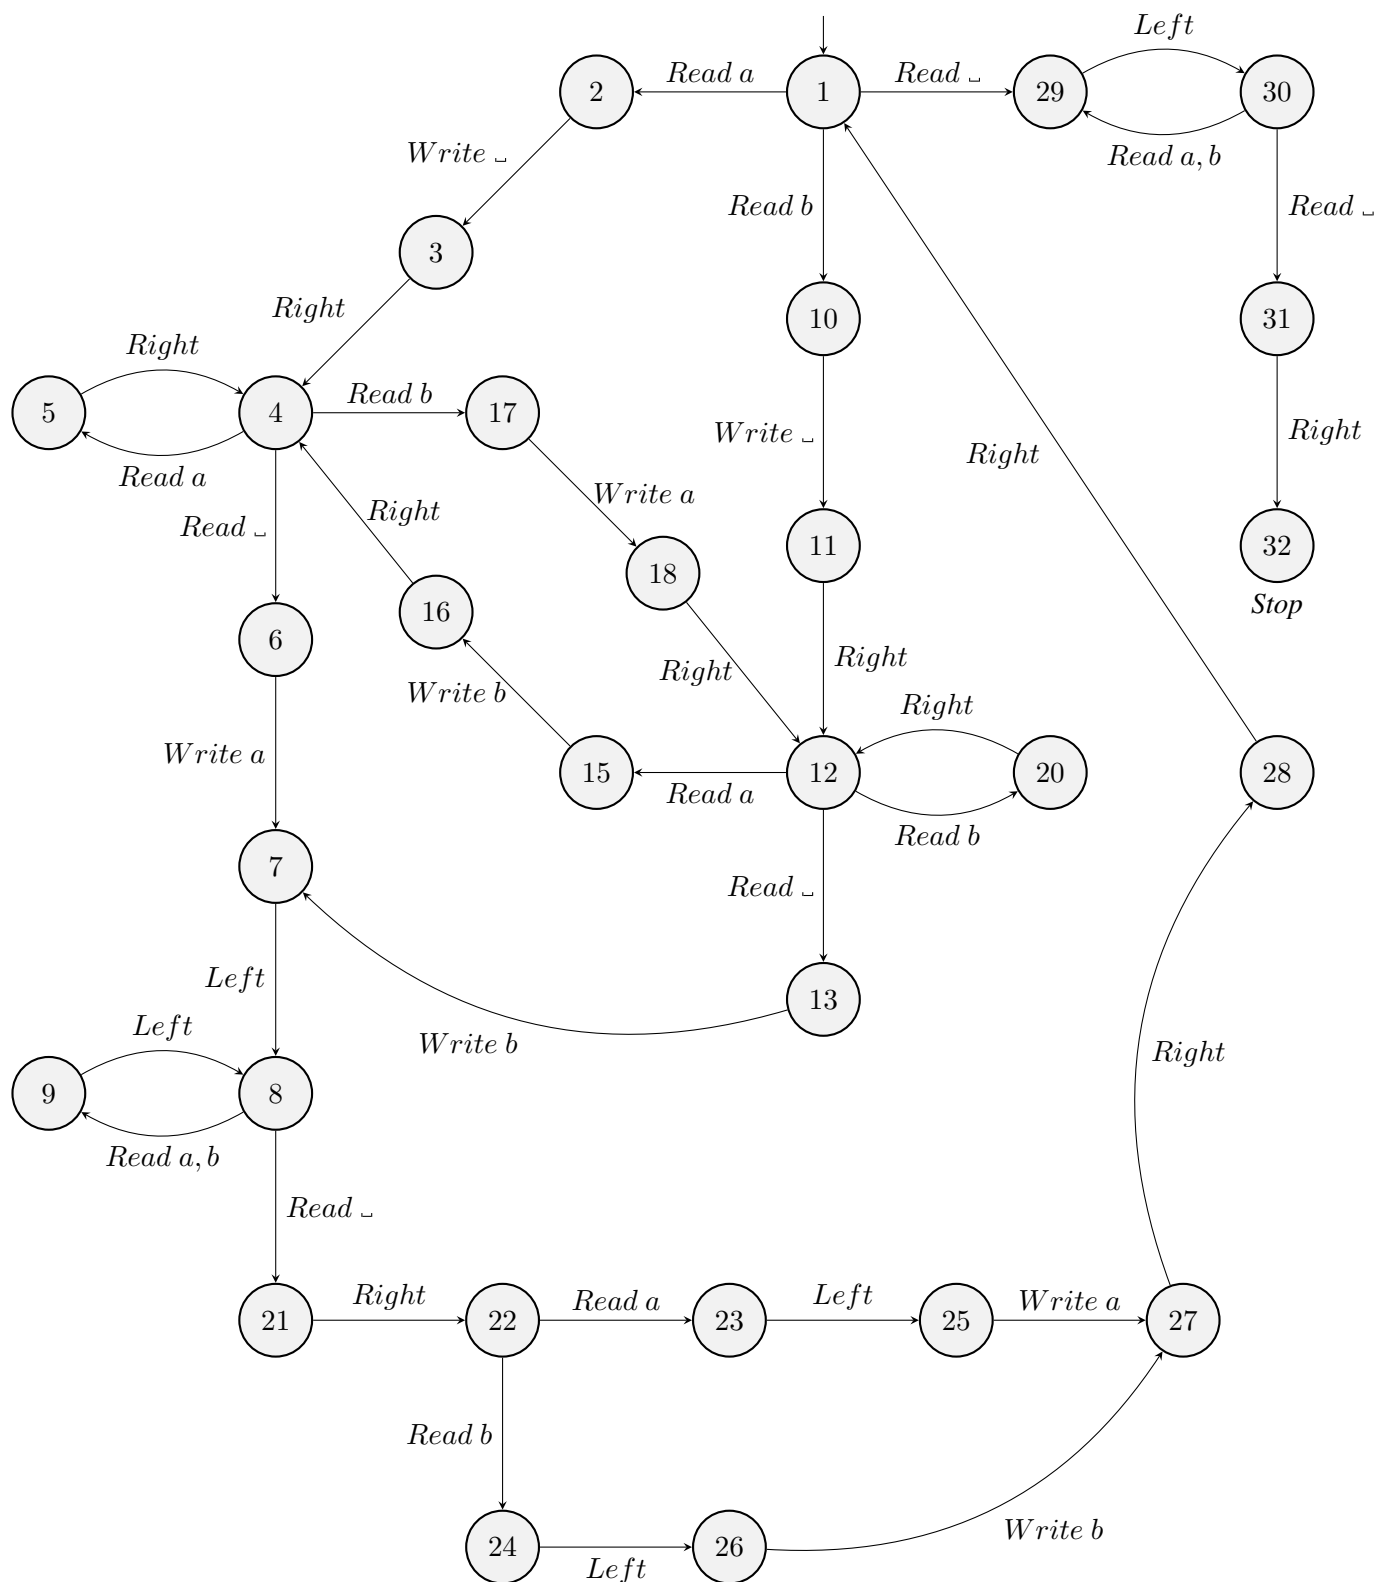 Left
2 Read a 1 Read ␣ 29 30
Write ␣ Read a, b
Read b Read ␣
3
Right 10 31
Right
5 4 Read b 17 Write ␣ Right Right
Read a
Write a
Right
Read ␣ 11 32
18
Stop
16
6 Right Right
Write b Right
Write a 15 Read a 12 20 28
Read b
7 Read ␣
Left 13
Left Write b
Right
9 8
Read a, b
Read ␣
Right Read a Left Write a
21 22 23 25 27
Read b
24 Left 26 Write b